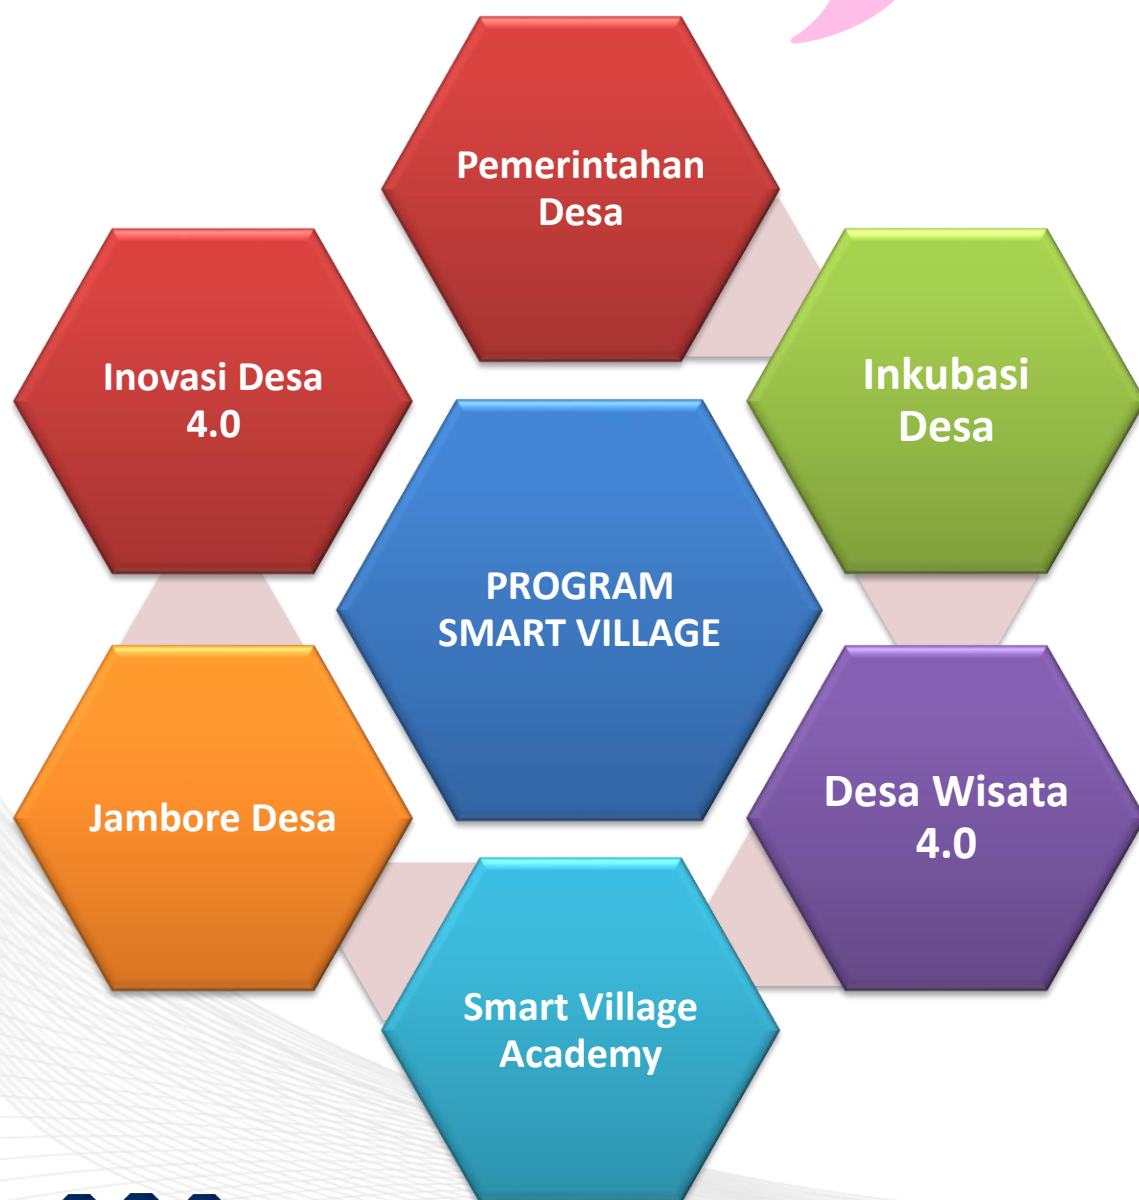 Pemerintahan
Desa
Inovasi Desa
4.0
Inkubasi
Desa
PROGRAM
SMART VILLAGE
Jambore Desa
Desa Wisata
4.0
Smart Village
Academy